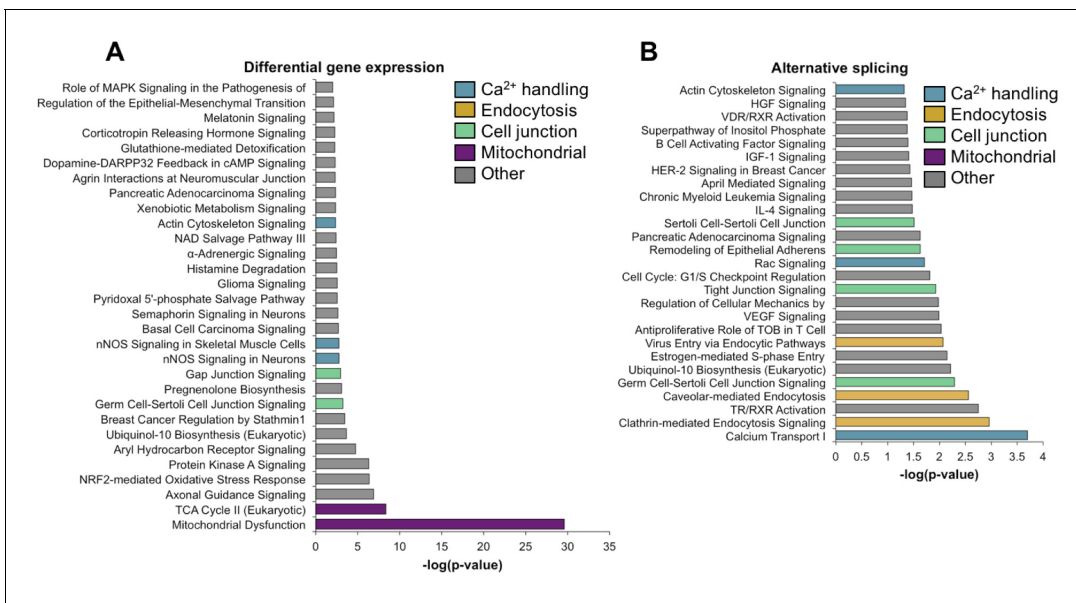 A
Differential gene expression
Role of MAPK Signaling in the Pathogenesis of
Regulation of the Epithelial-Mesenchymal Transition
Melatonin Signaling
Corticotropin Releasing Hormone Signaling
Glutathione-mediated Detoxification
Dopamine-DARPP32 Feedback in cAMP Signaling
Agrin Interactions at Neuromuscular Junction
Pancreatic Adenocarcinoma Signaling
Xenobiotic Metabolism Signaling
Actin Cytoskeleton Signaling
NAD Salvage Pathway III
α-Adrenergic Signaling
Histamine Degradation
Glioma Signaling
Pyridoxal 5'-phosphate Salvage Pathway
Semaphorin Signaling in Neurons
Basal Cell Carcinoma Signaling
nNOS Signaling in Skeletal Muscle Cells
nNOS Signaling in Neurons
Gap Junction Signaling
Pregnenolone Biosynthesis
Germ Cell-Sertoli Cell Junction Signaling
Breast Cancer Regulation by Stathmin1
Ubiquinol-10 Biosynthesis (Eukaryotic)
Aryl Hydrocarbon Receptor Signaling
Protein Kinase A Signaling
NRF2-mediated Oxidative Stress Response
Axonal Guidance Signaling
TCA Cycle II (Eukaryotic)
Mitochondrial Dysfunction
0 5 10 15 20 25 30 35
-log(p-value)
Ca2+ handling
Endocytosis
Cell junction
Mitochondrial
Other
B
Alternative splicing
Actin Cytoskeleton Signaling
HGF Signaling
VDR/RXR Activation
Superpathway of Inositol Phosphate
B Cell Activating Factor Signaling
IGF-1 Signaling
HER-2 Signaling in Breast Cancer
April Mediated Signaling
Chronic Myeloid Leukemia Signaling
IL-4 Signaling
Sertoli Cell-Sertoli Cell Junction
Pancreatic Adenocarcinoma Signaling
Remodeling of Epithelial Adherens
Rac Signaling
Cell Cycle: G1/S Checkpoint Regulation
Tight Junction Signaling
Regulation of Cellular Mechanics by
VEGF Signaling
Antiproliferative Role of TOB in T Cell
Virus Entry via Endocytic Pathways
Estrogen-mediated S-phase Entry
Ubiquinol-10 Biosynthesis (Eukaryotic)
Germ Cell-Sertoli Cell Junction Signaling
Caveolar-mediated Endocytosis
TR/RXR Activation
Clathrin-mediated Endocytosis Signaling
Calcium Transport I
0 0.5 1 1.5 2 2.5 3 3.5 4
-log(p-value)
Ca2+ handling
Endocytosis
Cell junction
Mitochondrial
Other